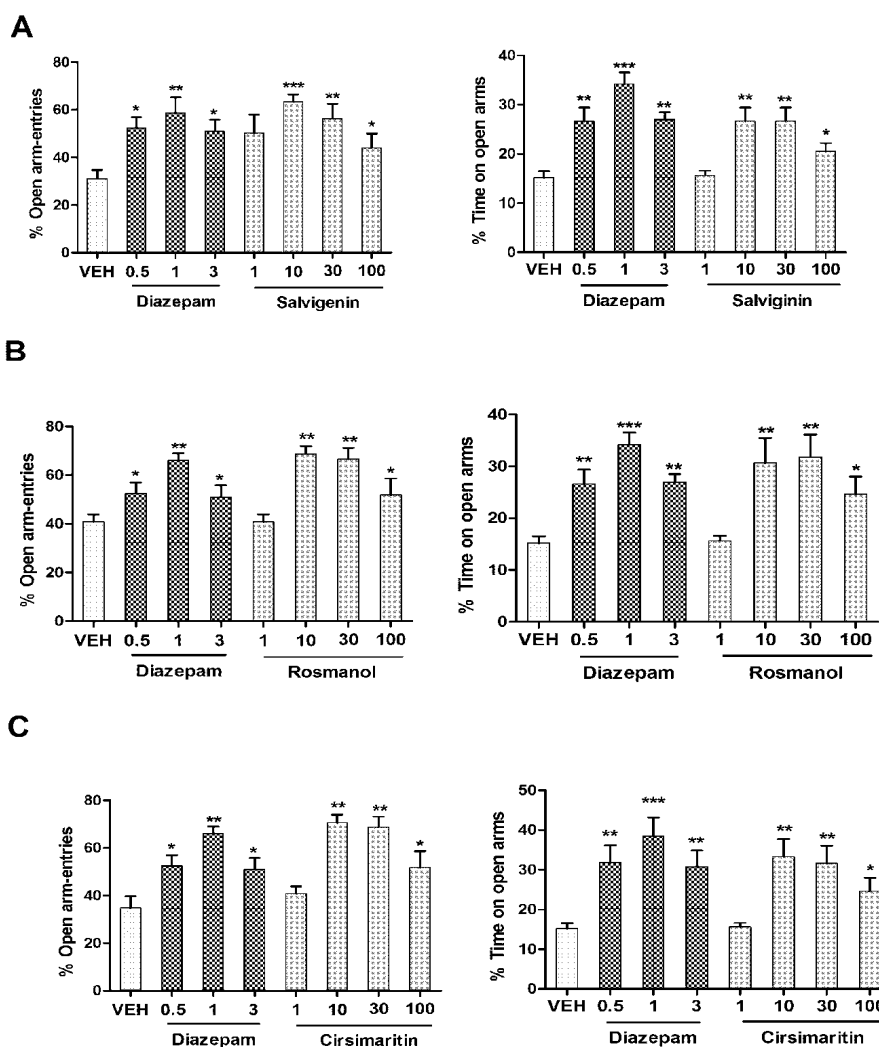 A
% Open arm-entries
80
60
40
20
0
* ** * *** ** *
VEH 0.5 1 3 1 10 30 100
Diazepam Salvigenin
% Time on open arms
40
30
20
10
0
** *** ** ** ** *
VEH 0.5 1 3 1 10 30 100
Diazepam Salviginin
B
% Open arm-entries
80
60
40
20
0
* ** * ** ** *
VEH 0.5 1 3 1 10 30 100
Diazepam Rosmanol
% Time on open arms
40
30
20
10
0
** *** ** ** ** *
VEH 0.5 1 3 1 10 30 100
Diazepam Rosmanol
C
% Open arm-entries
80
60
40
20
0
* ** * ** ** *
VEH 0.5 1 3 1 10 30 100
Diazepam Cirsimaritin
% Time on open arms
50
40
30
20
10
0
** *** ** ** ** *
VEH 0.5 1 3 1 10 30 100
Diazepam Cirsimaritin